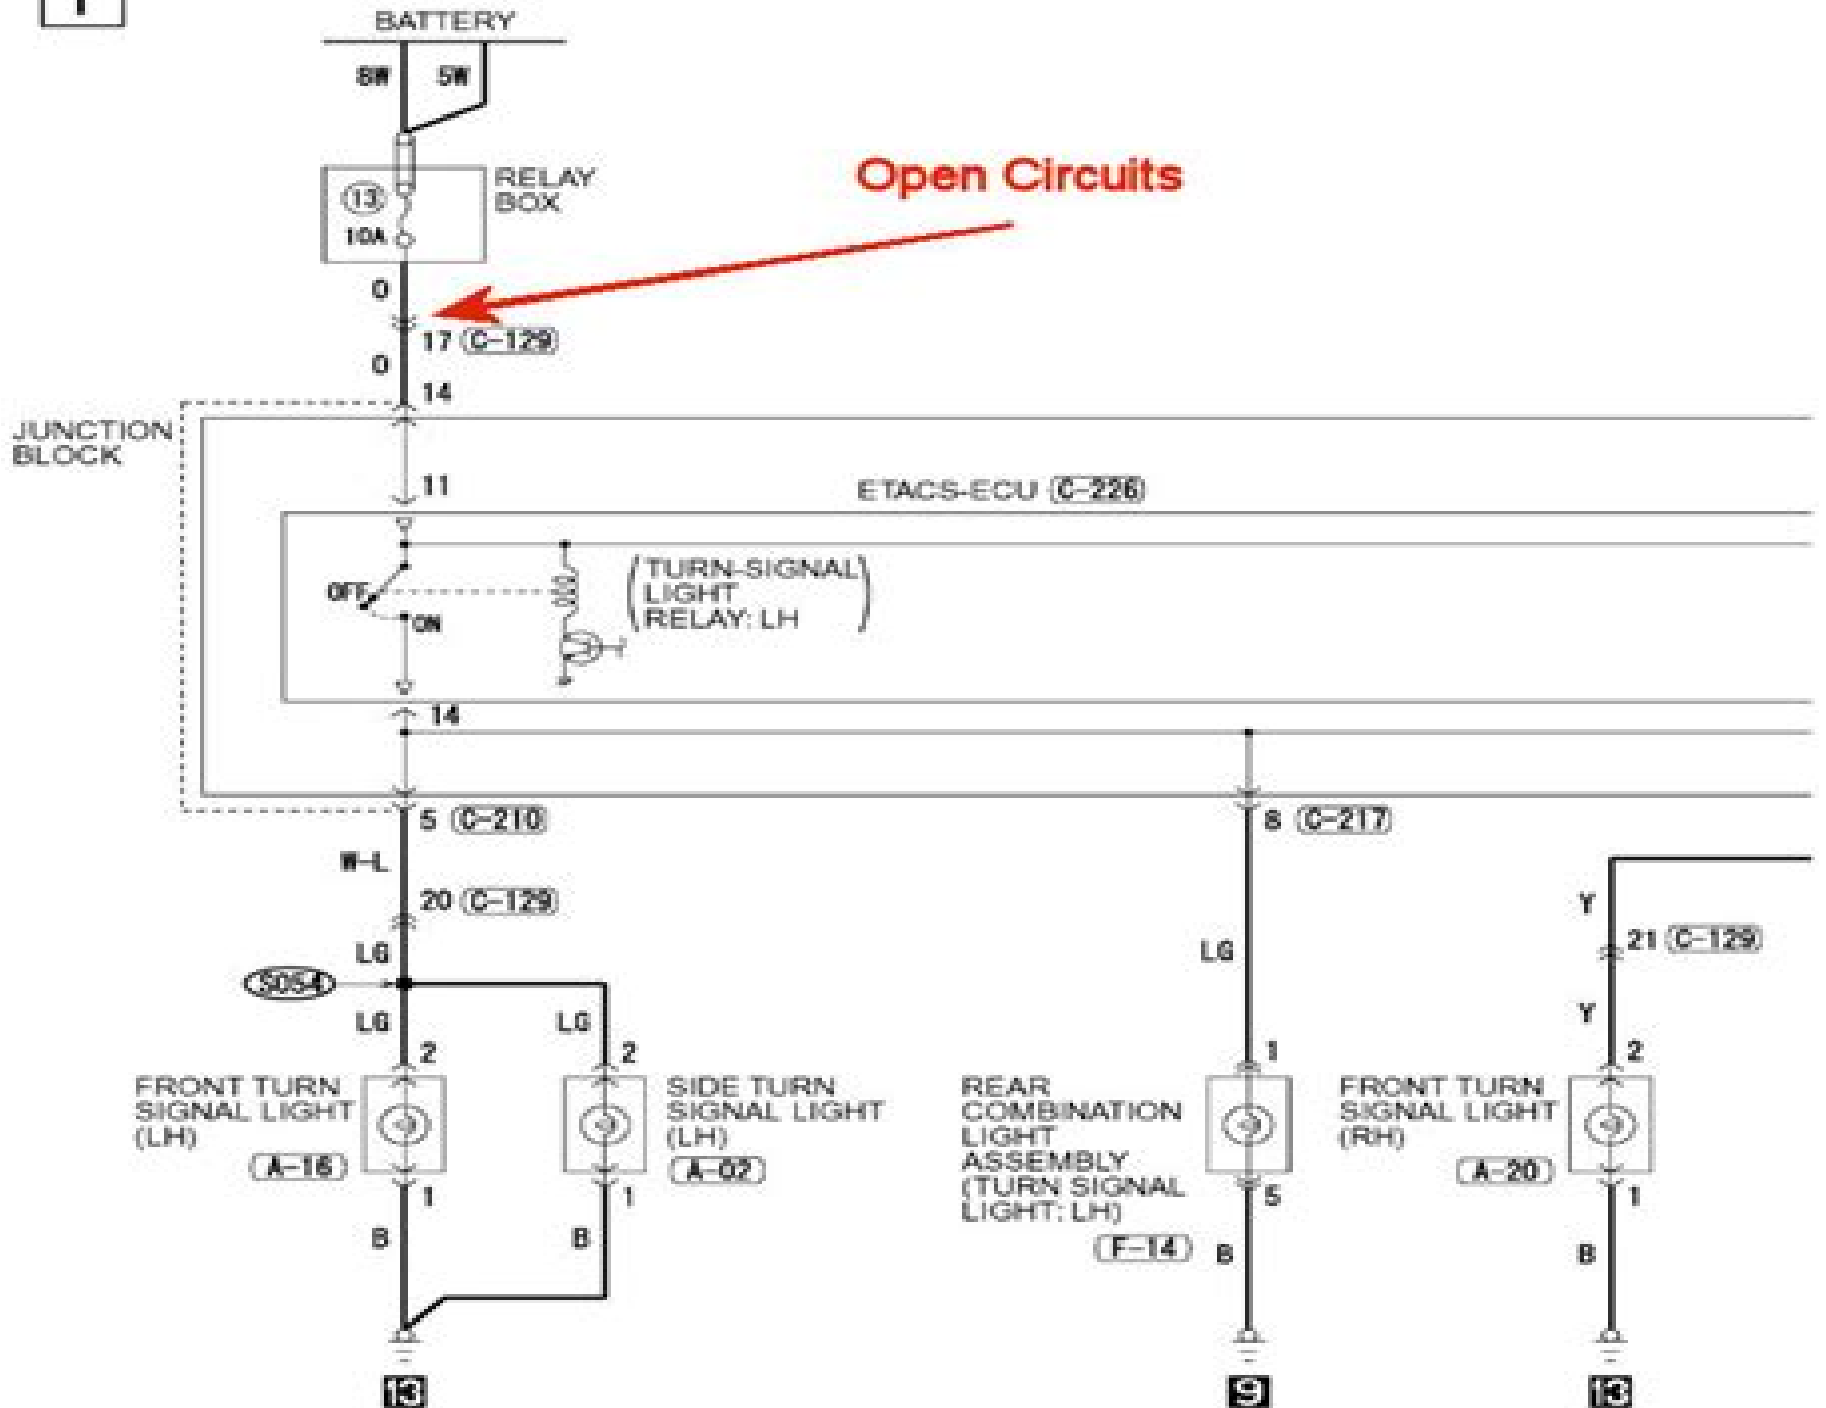 BATTERY
8W 5W
RELAY
BOX
13
10A
Open Circuits
O
17 C-129
O
14
JUNCTION
BLOCK
11
ETACS-ECU C-226
OFF
ON
(TURN-SIGNAL
LIGHT
RELAY: LH)
14
5 C-210
8 C-217
W-L
20 C-129
LG
S054
LG
LG
2
2
FRONT TURN
SIGNAL LIGHT
(LH)
A-16
1
B
SIDE TURN
SIGNAL LIGHT
(LH)
A-02
1
B
13
LG
1
REAR
COMBINATION
LIGHT
ASSEMBLY
(TURN SIGNAL
LIGHT: LH)
F-14
5
B
9
Y
21 C-129
Y
2
FRONT TURN
SIGNAL LIGHT
(RH)
A-20
1
B
13